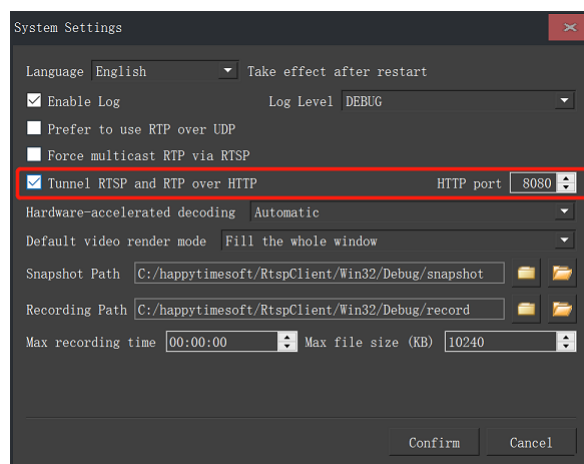 System Settings
Language English Take effect after restart
Enable Log Log Level DEBUG
Prefer to use RTP over UDP
Force multicast RTP via RTSP
Tunnel RTSP and RTP over HTTP HTTP port 8080
Hardware-accelerated decoding Automatic
Default video render mode Fill the whole window
Snapshot Path C:/happytimesoft/RtspClient/Win32/Debug/snapshot
Recording Path C:/happytimesoft/RtspClient/Win32/Debug/record
Max recording time 00:00:00 Max file size (KB) 10240
Confirm Cancel